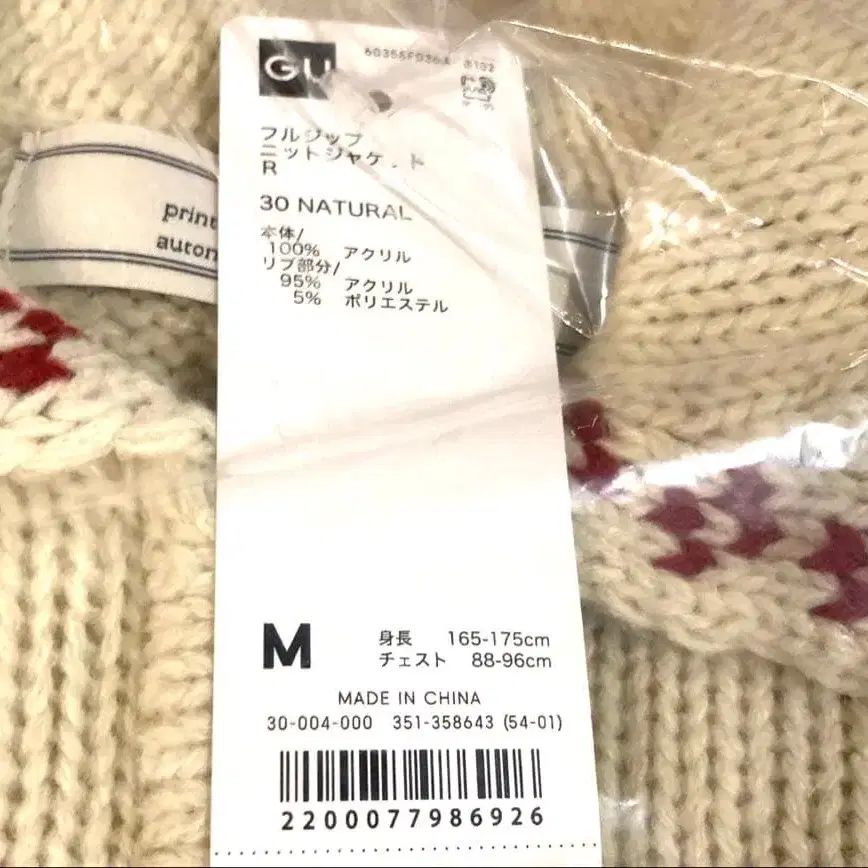 GU
フルジップ
ニットジャケ
R
30 NATURAL
本体/
100% アクリル
リブ部分/
95% アクリル
5% ポリエステル
M
身長 165-175cm
チェスト 88-96cm
MADE IN CHINA
30-004-000 351-358643 (54-01)
2200077986926
print
auton